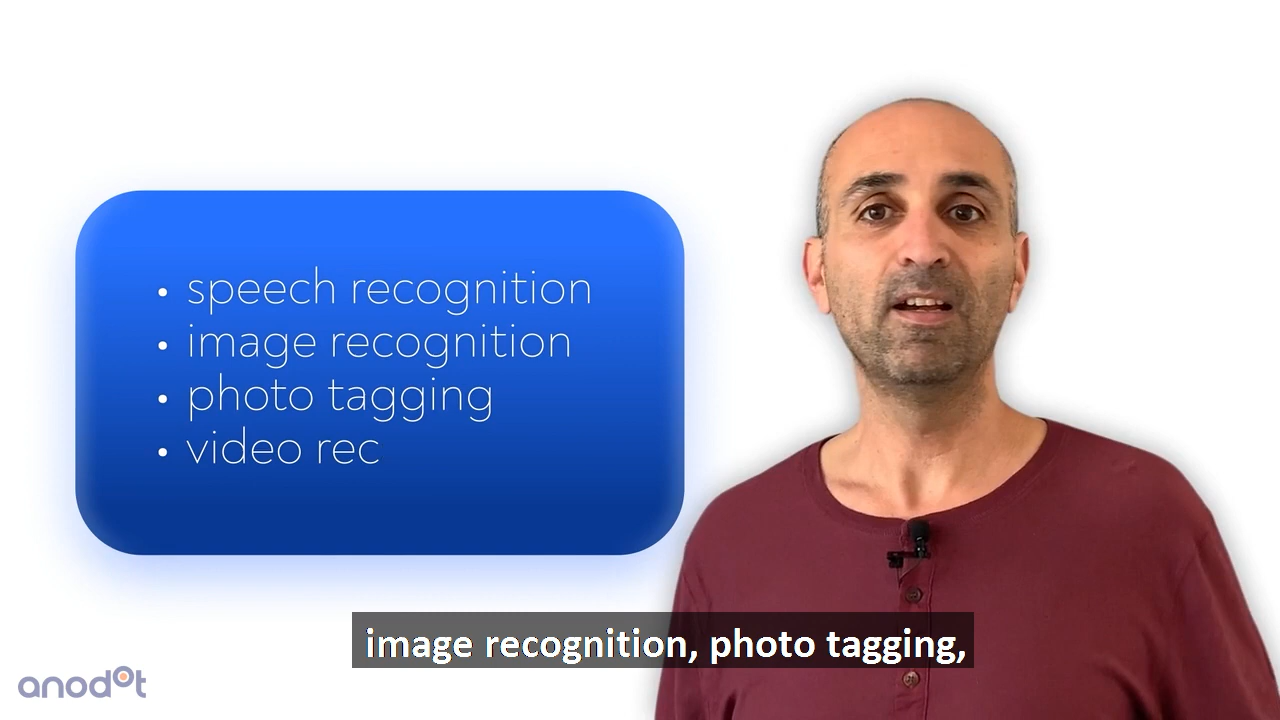 • speech recognition
• image recognition
• photo tagging
• video rec
image recognition, photo tagging,
anodot